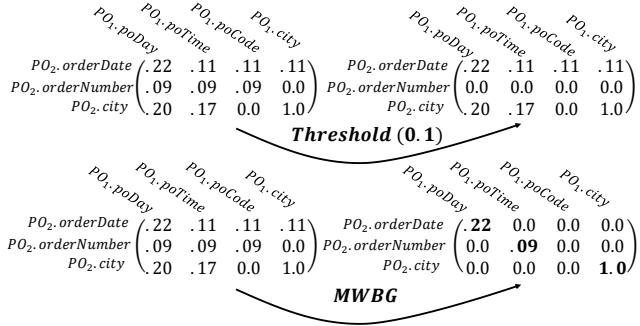 PO₁.poDay PO₁.poTime PO₁.poCode PO₁.city PO₁.poDay PO₁.poTime PO₁.poCode PO₁.city
PO₂.orderDate .22 .11 .11 .11 PO₂.orderDate .22 .11 .11 .11
PO₂.orderNumber .09 .09 .09 0.0 PO₂.orderNumber 0.0 0.0 0.0 0.0
PO₂.city .20 .17 0.0 1.0 PO₂.city .20 .17 0.0 1.0
Threshold (0.1)
PO₁.poDay PO₁.poTime PO₁.poCode PO₁.city PO₁.poDay PO₁.poTime PO₁.poCode PO₁.city
PO₂.orderDate .22 .11 .11 .11 PO₂.orderDate .22 0.0 0.0 0.0
PO₂.orderNumber .09 .09 .09 0.0 PO₂.orderNumber 0.0 .09 0.0 0.0
PO₂.city .20 .17 0.0 1.0 PO₂.city 0.0 0.0 0.0 1.0
MWBG